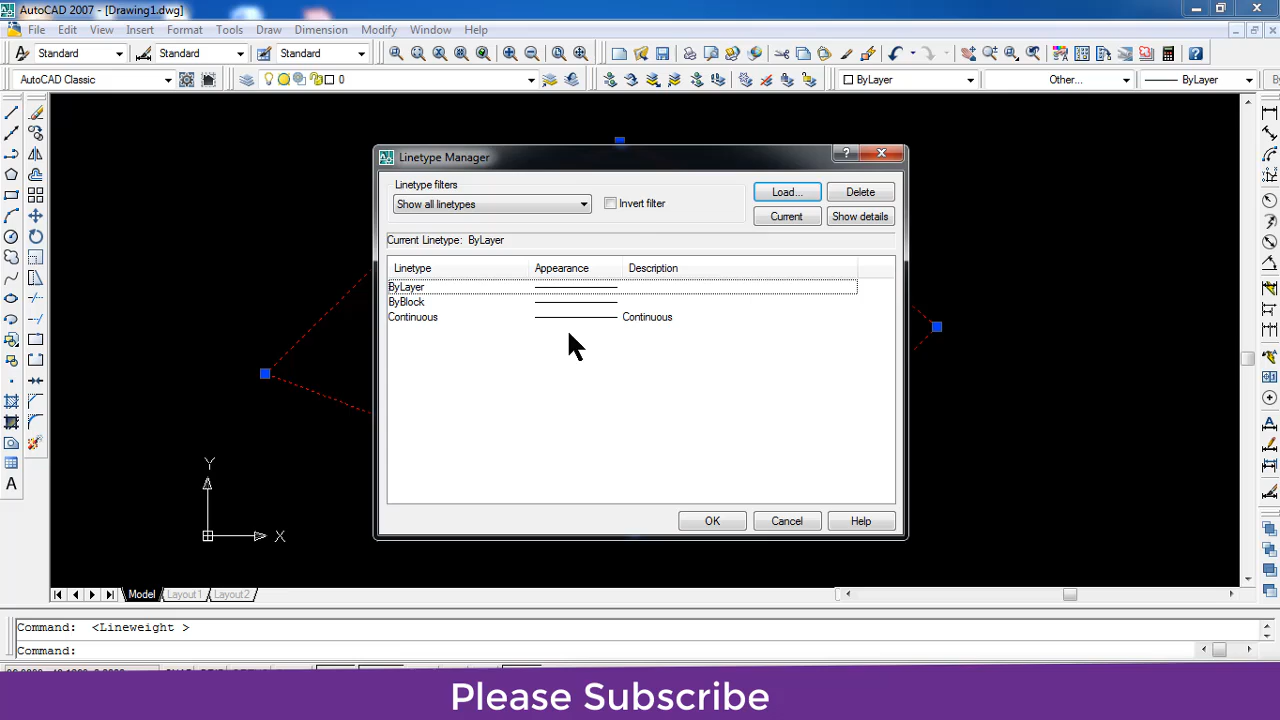 AutoCAD 2007 - [Drawing1.dwg]
File Edit View Insert Format Tools Draw Dimension Modify Window Help
Standard Standard Standard
AutoCAD Classic 0 ByLayer Other... ByLayer
Linetype Manager
Linetype filters
Show all linetypes Invert filter
Load... Delete
Current Show details
Current Linetype: ByLayer
Linetype Appearance Description
ByLayer
ByBlock
Continuous Continuous
OK Cancel Help
Y
X
A
Model Layout1 Layout2
Command: <Lineweight >
Command:
Please Subscribe